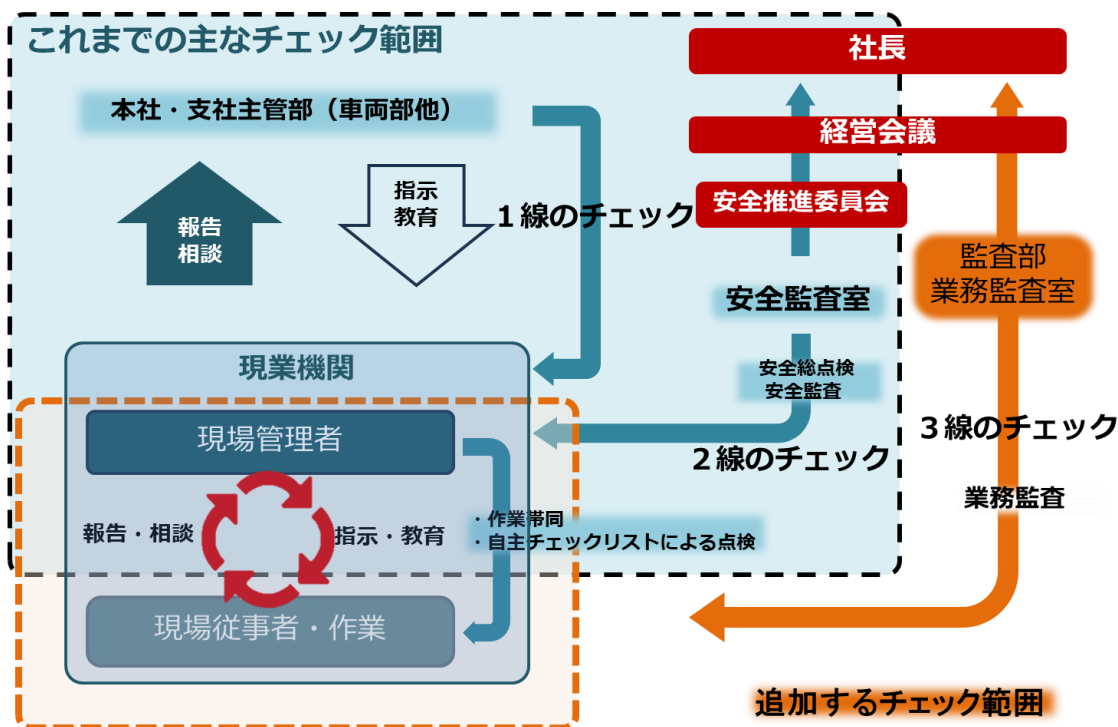 これまでの主なチェック範囲
社長
本社・支社主管部（車両部他）
経営会議
指示
教育
報告
相談
1線のチェック
安全推進委員会
監査部
業務監査室
安全監査室
現業機関
安全総点検
安全監査
現場管理者
3線のチェック
2線のチェック
業務監査
報告・相談
指示・教育
・作業帯同
・自主チェックリストによる点検
現場従事者・作業
追加するチェック範囲